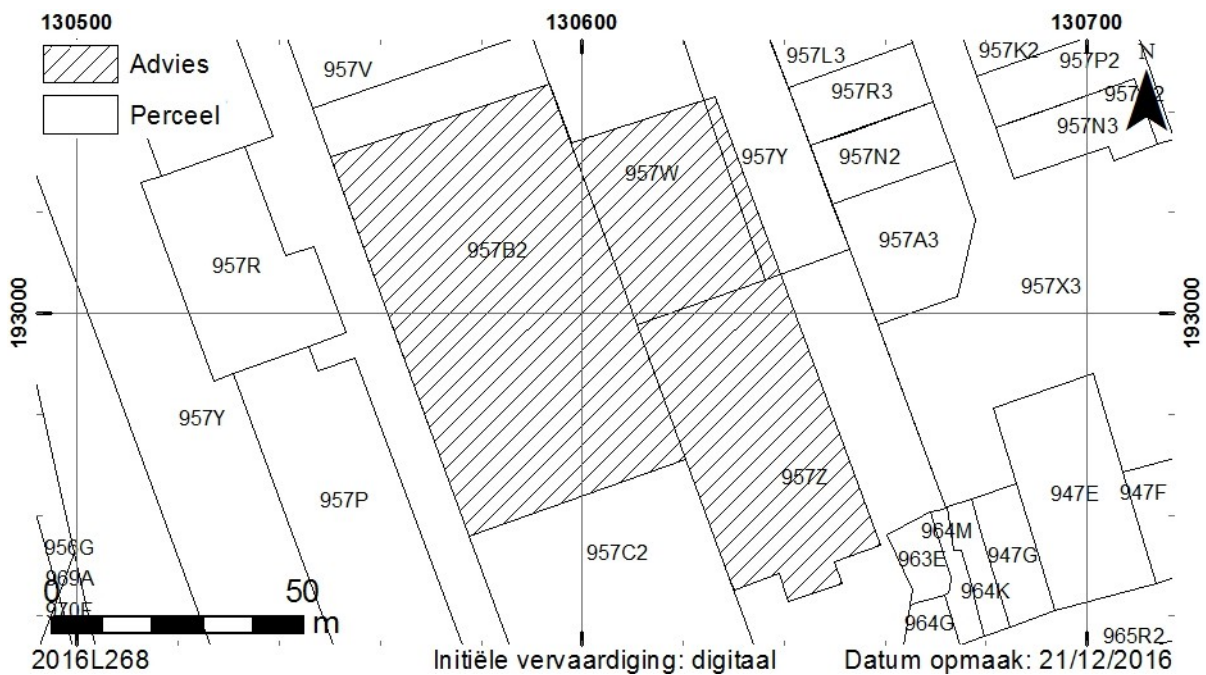 130500 130600 130700
Advies
Perceel
957V
957L3
957K2
957P2
N
957R3
957N3
957Y
957N2
957W
957B2
957A3
957R
957X3
193000
193000
957Y
957P
957Z
947E
947F
957C2
964M
963E
947G
964K
964G
965R2
956G
969A
0 50
m
2016L268
Initiële vervaardiging: digitaal
Datum opmaak: 21/12/2016